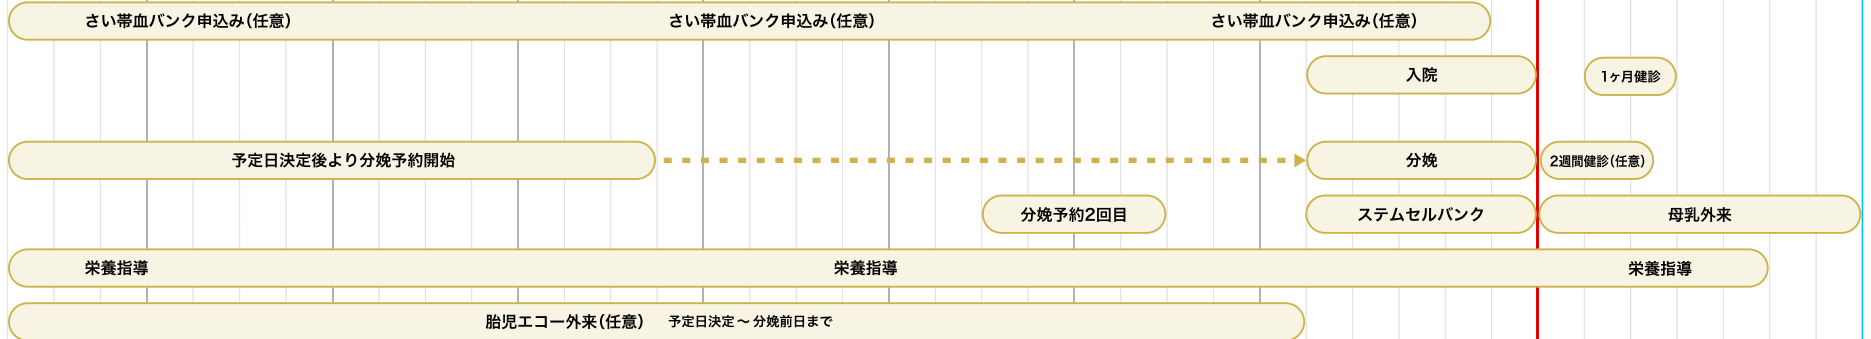 さい帯血バンク申込み(任意) さい帯血バンク申込み(任意) さい帯血バンク申込み(任意)
入院 1ヶ月健診
予定日決定後より分娩予約開始 分娩 2週間健診(任意)
分娩予約2回目 ステムセルバンク 母乳外来
栄養指導 栄養指導 栄養指導
胎児エコー外来(任意) 予定日決定 〜 分娩前日まで